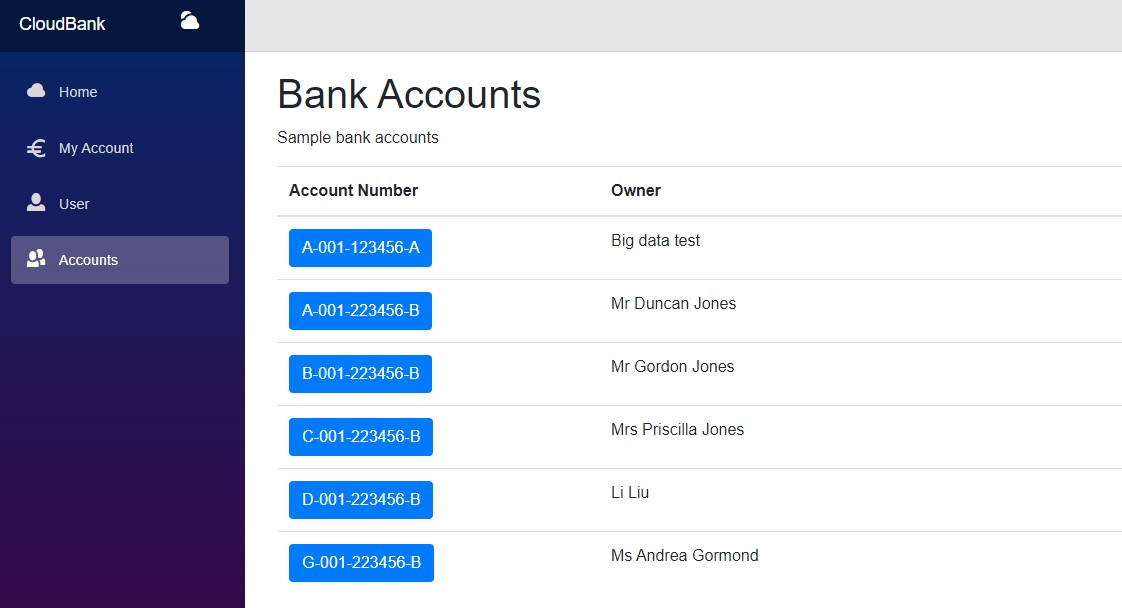 CloudBank
Home
My Account
User
Accounts
Bank Accounts
Sample bank accounts
Account Number Owner
A-001-123456-A Big data test
A-001-223456-B Mr Duncan Jones
B-001-223456-B Mr Gordon Jones
C-001-223456-B Mrs Priscilla Jones
D-001-223456-B Li Liu
G-001-223456-B Ms Andrea Gormond